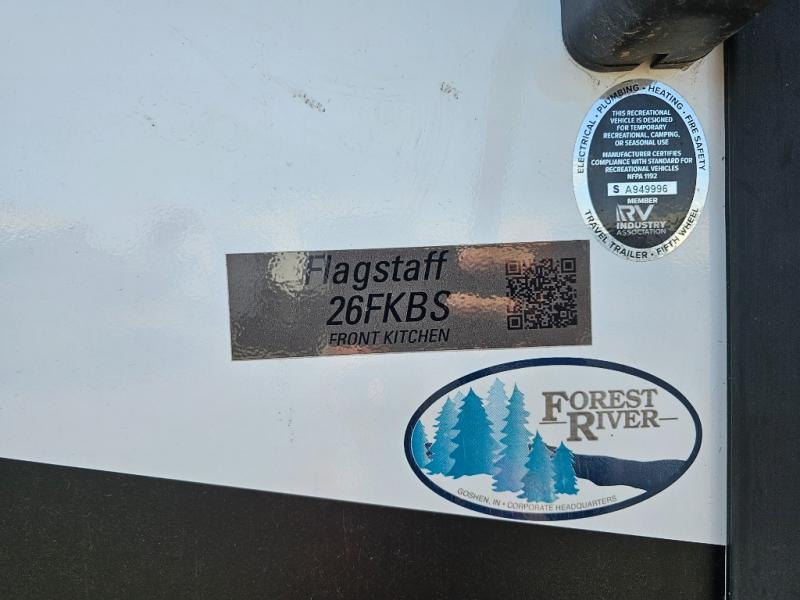 ELECTRICAL • PLUMBING • HEATING • FIRE SAFETY
THIS RECREATIONAL
VEHICLE IS DESIGNED
FOR TEMPORARY
RECREATIONAL, CAMPING,
OR SEASONAL USE
MANUFACTURER CERTIFIES
COMPLIANCE WITH STANDARD FOR
RECREATIONAL VEHICLES
NFPA 1192
S A949996
MEMBER
RV
INDUSTRY
ASSOCIATION
TRAVEL TRAILER • FIFTH WHEEL
Flagstaff
26FKBS
FRONT KITCHEN
FOREST
RIVER
GOSHEN, IN • CORPORATE HEADQUARTERS